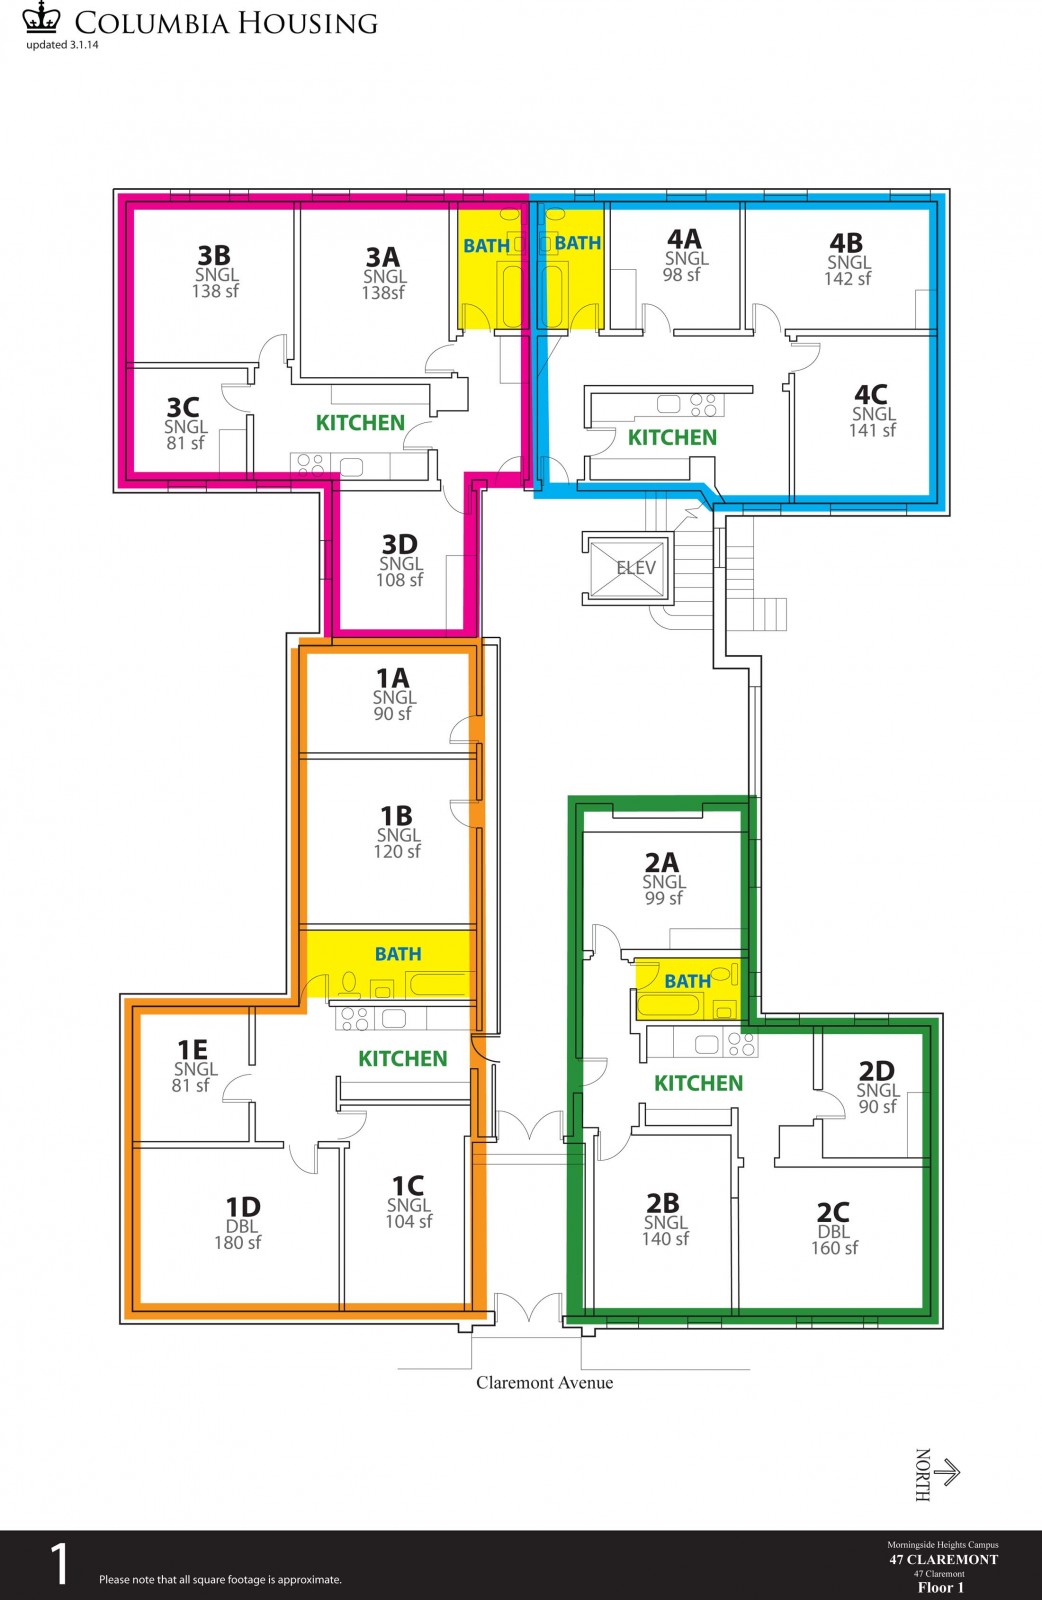 COLUMBIA HOUSING
updated 3.1.14
3B
SNGL
138 sf
3A
SNGL
138sf
BATH
BATH
4A
SNGL
98 sf
4B
SNGL
142 sf
3C
SNGL
81 sf
KITCHEN
KITCHEN
4C
SNGL
141 sf
3D
SNGL
108 sf
ELEV
1A
SNGL
90 sf
1B
SNGL
120 sf
2A
SNGL
99 sf
BATH
BATH
1E
SNGL
81 sf
KITCHEN
KITCHEN
2D
SNGL
90 sf
1D
DBL
180 sf
1C
SNGL
104 sf
2B
SNGL
140 sf
2C
DBL
160 sf
Claremont Avenue
NORTH
1
Please note that all square footage is approximate.
Morningside Heights Campus
47 CLAREMONT
47 Claremont
Floor 1